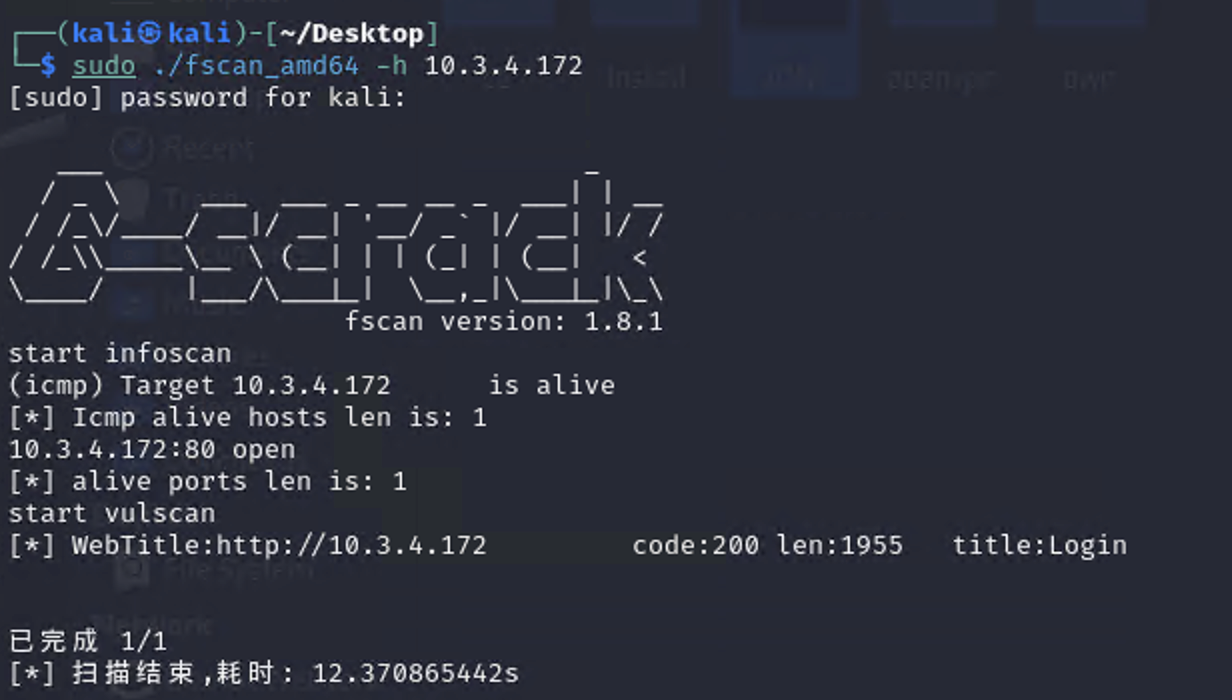 ┌──(kali㉿kali)-[~/Desktop]
└─$ sudo ./fscan_amd64 -h 10.3.4.172
[sudo] password for kali:
fscan version: 1.8.1
start infoscan
(icmp) Target 10.3.4.172      is alive
[*] Icmp alive hosts len is: 1
10.3.4.172:80 open
[*] alive ports len is: 1
start vulscan
[*] WebTitle:http://10.3.4.172         code:200 len:1955   title:Login
已完成 1/1
[*] 扫描结束,耗时: 12.370865442s